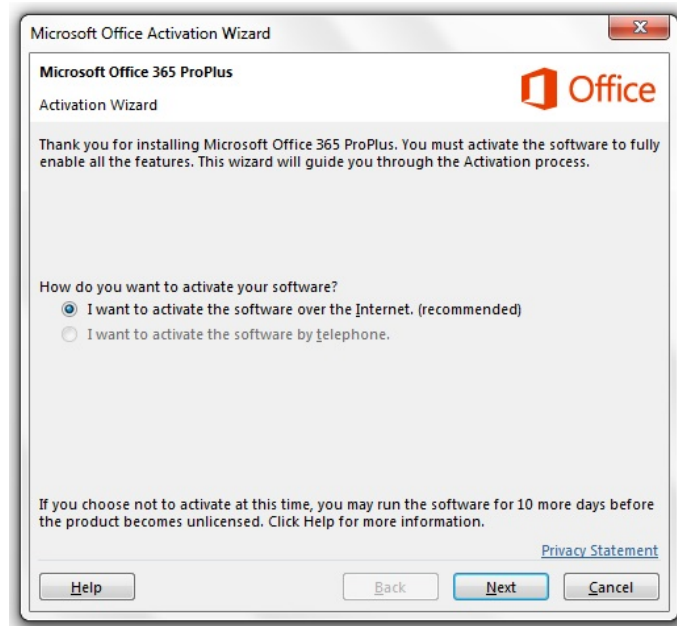 Microsoft Office Activation Wizard
Microsoft Office 365 ProPlus
Office
Activation Wizard
Thank you for installing Microsoft Office 365 ProPlus. You must activate the software to fully
enable all the features. This wizard will guide you through the Activation process.
How do you want to activate your software?
I want to activate the software over the Internet. (recommended)
I want to activate the software by telephone.
If you choose not to activate at this time, you may run the software for 10 more days before
the product becomes unlicensed. Click Help for more information.
Privacy Statement
Help Back Next Cancel